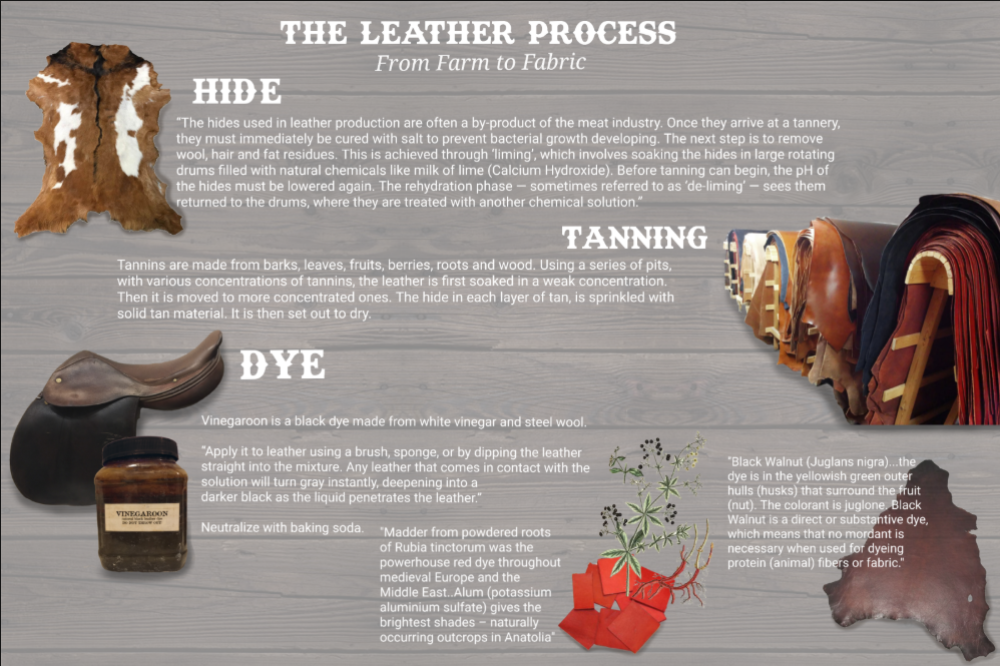 THE LEATHER PROCESS
From Farm to Fabric
HIDE
"The hides used in leather production are often a by-product of the meat industry. Once they arrive at a tannery,
they must immediately be cured with salt to prevent bacterial growth developing. The next step is to remove
wool, hair and fat residues. This is achieved through ‘liming’, which involves soaking the hides in large rotating
drums filled with natural chemicals like milk of lime (Calcium Hydroxide). Before tanning can begin, the pH of
the hides must be lowered again. The rehydration phase — sometimes referred to as ‘de-liming’ — sees them
returned to the drums, where they are treated with another chemical solution."
TANNING
Tannins are made from barks, leaves, fruits, berries, roots and wood. Using a series of pits,
with various concentrations of tannins, the leather is first soaked in a weak concentration.
Then it is moved to more concentrated ones. The hide in each layer of tan, is sprinkled with
solid tan material. It is then set out to dry.
DYE
Vinegaroon is a black dye made from white vinegar and steel wool.
"Apply it to leather using a brush, sponge, or by dipping the leather
straight into the mixture. Any leather that comes in contact with the
solution will turn gray instantly, deepening into a
darker black as the liquid penetrates the leather."
Neutralize with baking soda.
VINEGAROON
"Madder from powdered roots
of Rubia tinctorum was the
powerhouse red dye throughout
medieval Europe and the
Middle East..Alum (potassium
aluminium sulfate) gives the
brightest shades – naturally
occurring outcrops in Anatolia"
"Black Walnut (Juglans nigra)...the
dye is in the yellowish green outer
hulls (husks) that surround the fruit
(nut). The colorant is juglone. Black
Walnut is a direct or substantive dye,
which means that no mordant is
necessary when used for dyeing
protein (animal) fibers or fabric."